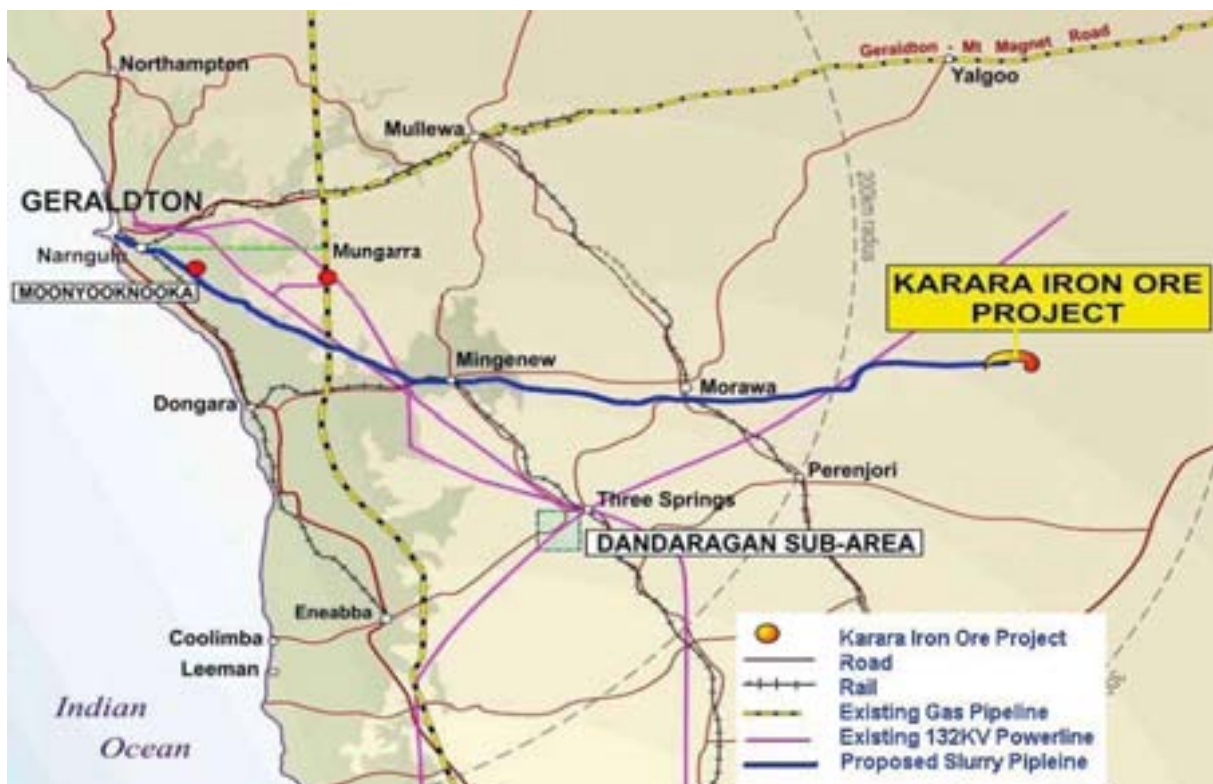 Geraldton - Mt Magnet Road
Northampton
Yalgoo
Mullewa
GERALDTON
200km radius
Narngulu
Mungarra
KARARA IRON ORE
PROJECT
MOONYOOKNOOKA
Mingenew
Morawa
Dongara
Perenjori
Three Springs
DANDARAGAN SUB-AREA
Eneabba
Coolimba
Leeman
Indian
Ocean
Karara Iron Ore Project
Road
Rail
Existing Gas Pipeline
Existing 132KV Powerline
Proposed Slurry Pipleine